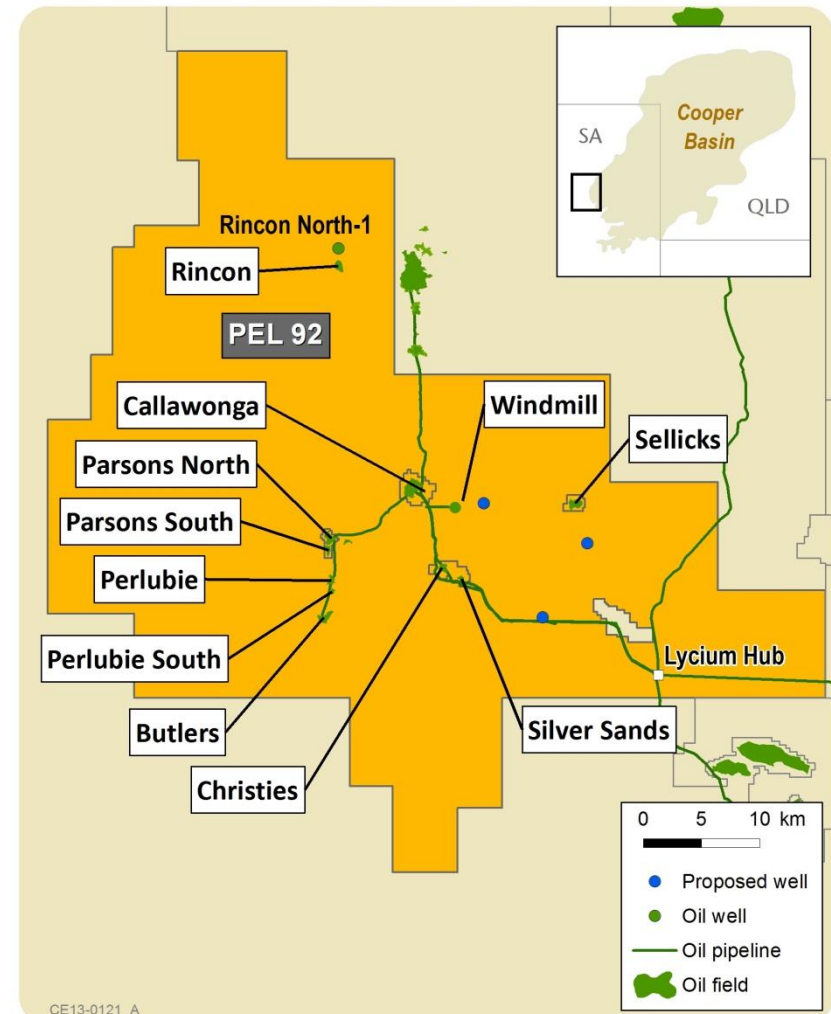 Cooper
Basin
SA
QLD
Rincon North-1
Rincon
PEL 92
Callawonga
Windmill
Sellicks
Parsons North
Parsons South
Perlubie
Perlubie South
Lycium Hub
Butlers
Silver Sands
Christies
0 5 10 km
Proposed well
Oil well
Oil pipeline
Oil field
CE13-0121_A